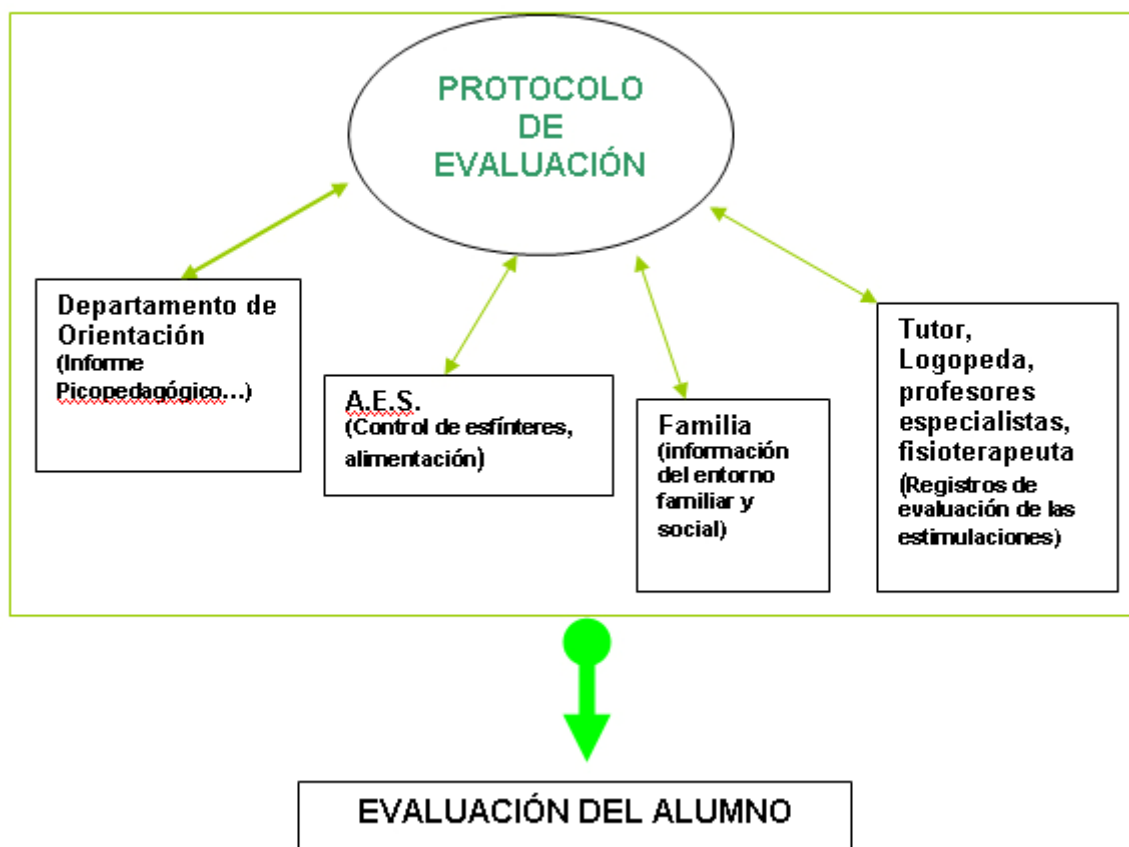 PROTOCOLO
DE
EVALUACIÓN
Departamento de
Orientación
(Informe
Picopedagógico...)
A.E.S.
(Control de esfínteres,
alimentación)
Familia
(información
del entorno
familiar y
social)
Tutor,
Logopeda,
profesores
especialistas,
fisioterapeuta
(Registros de
evaluación de las
estimulaciones)
EVALUACIÓN DEL ALUMNO